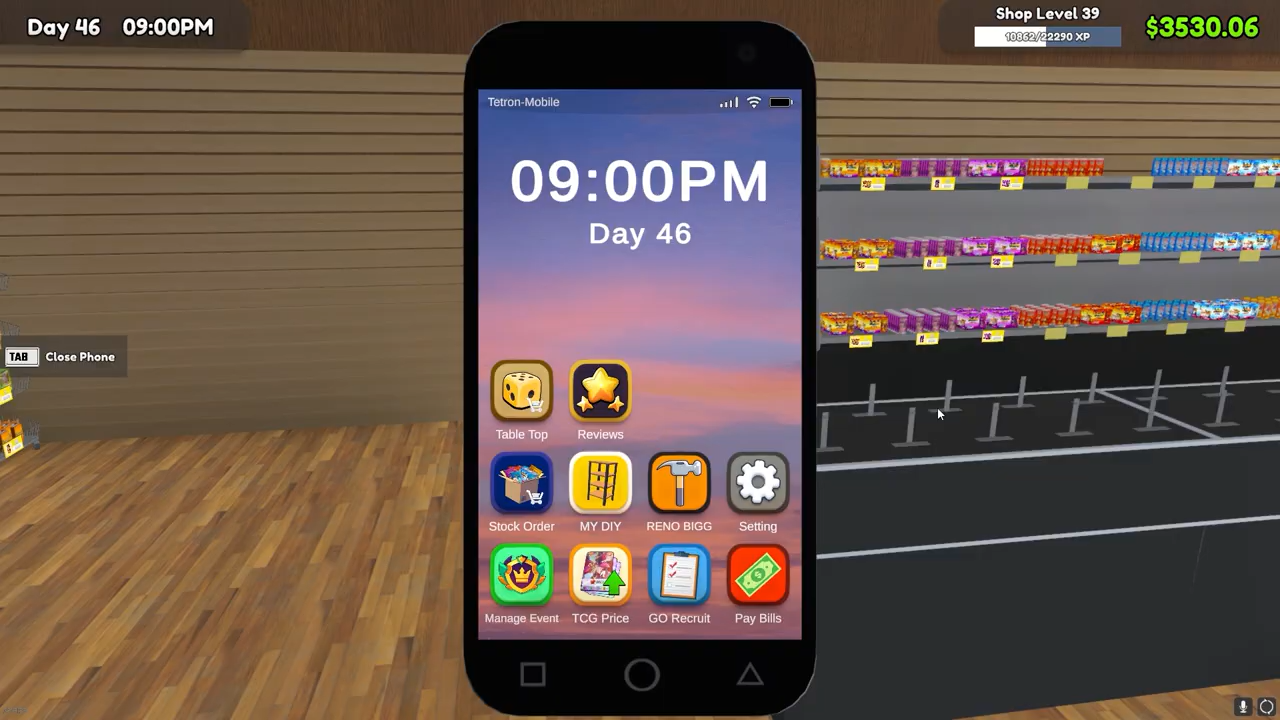 Day 46 09:00PM
Shop Level 39
10862/22290 XP
$3530.06
Tetron-Mobile
09:00PM
Day 46
TAB Close Phone
Table Top
Reviews
Stock Order
MY DIY
RENO BIGG
Setting
Manage Event
TCG Price
GO Recruit
Pay Bills